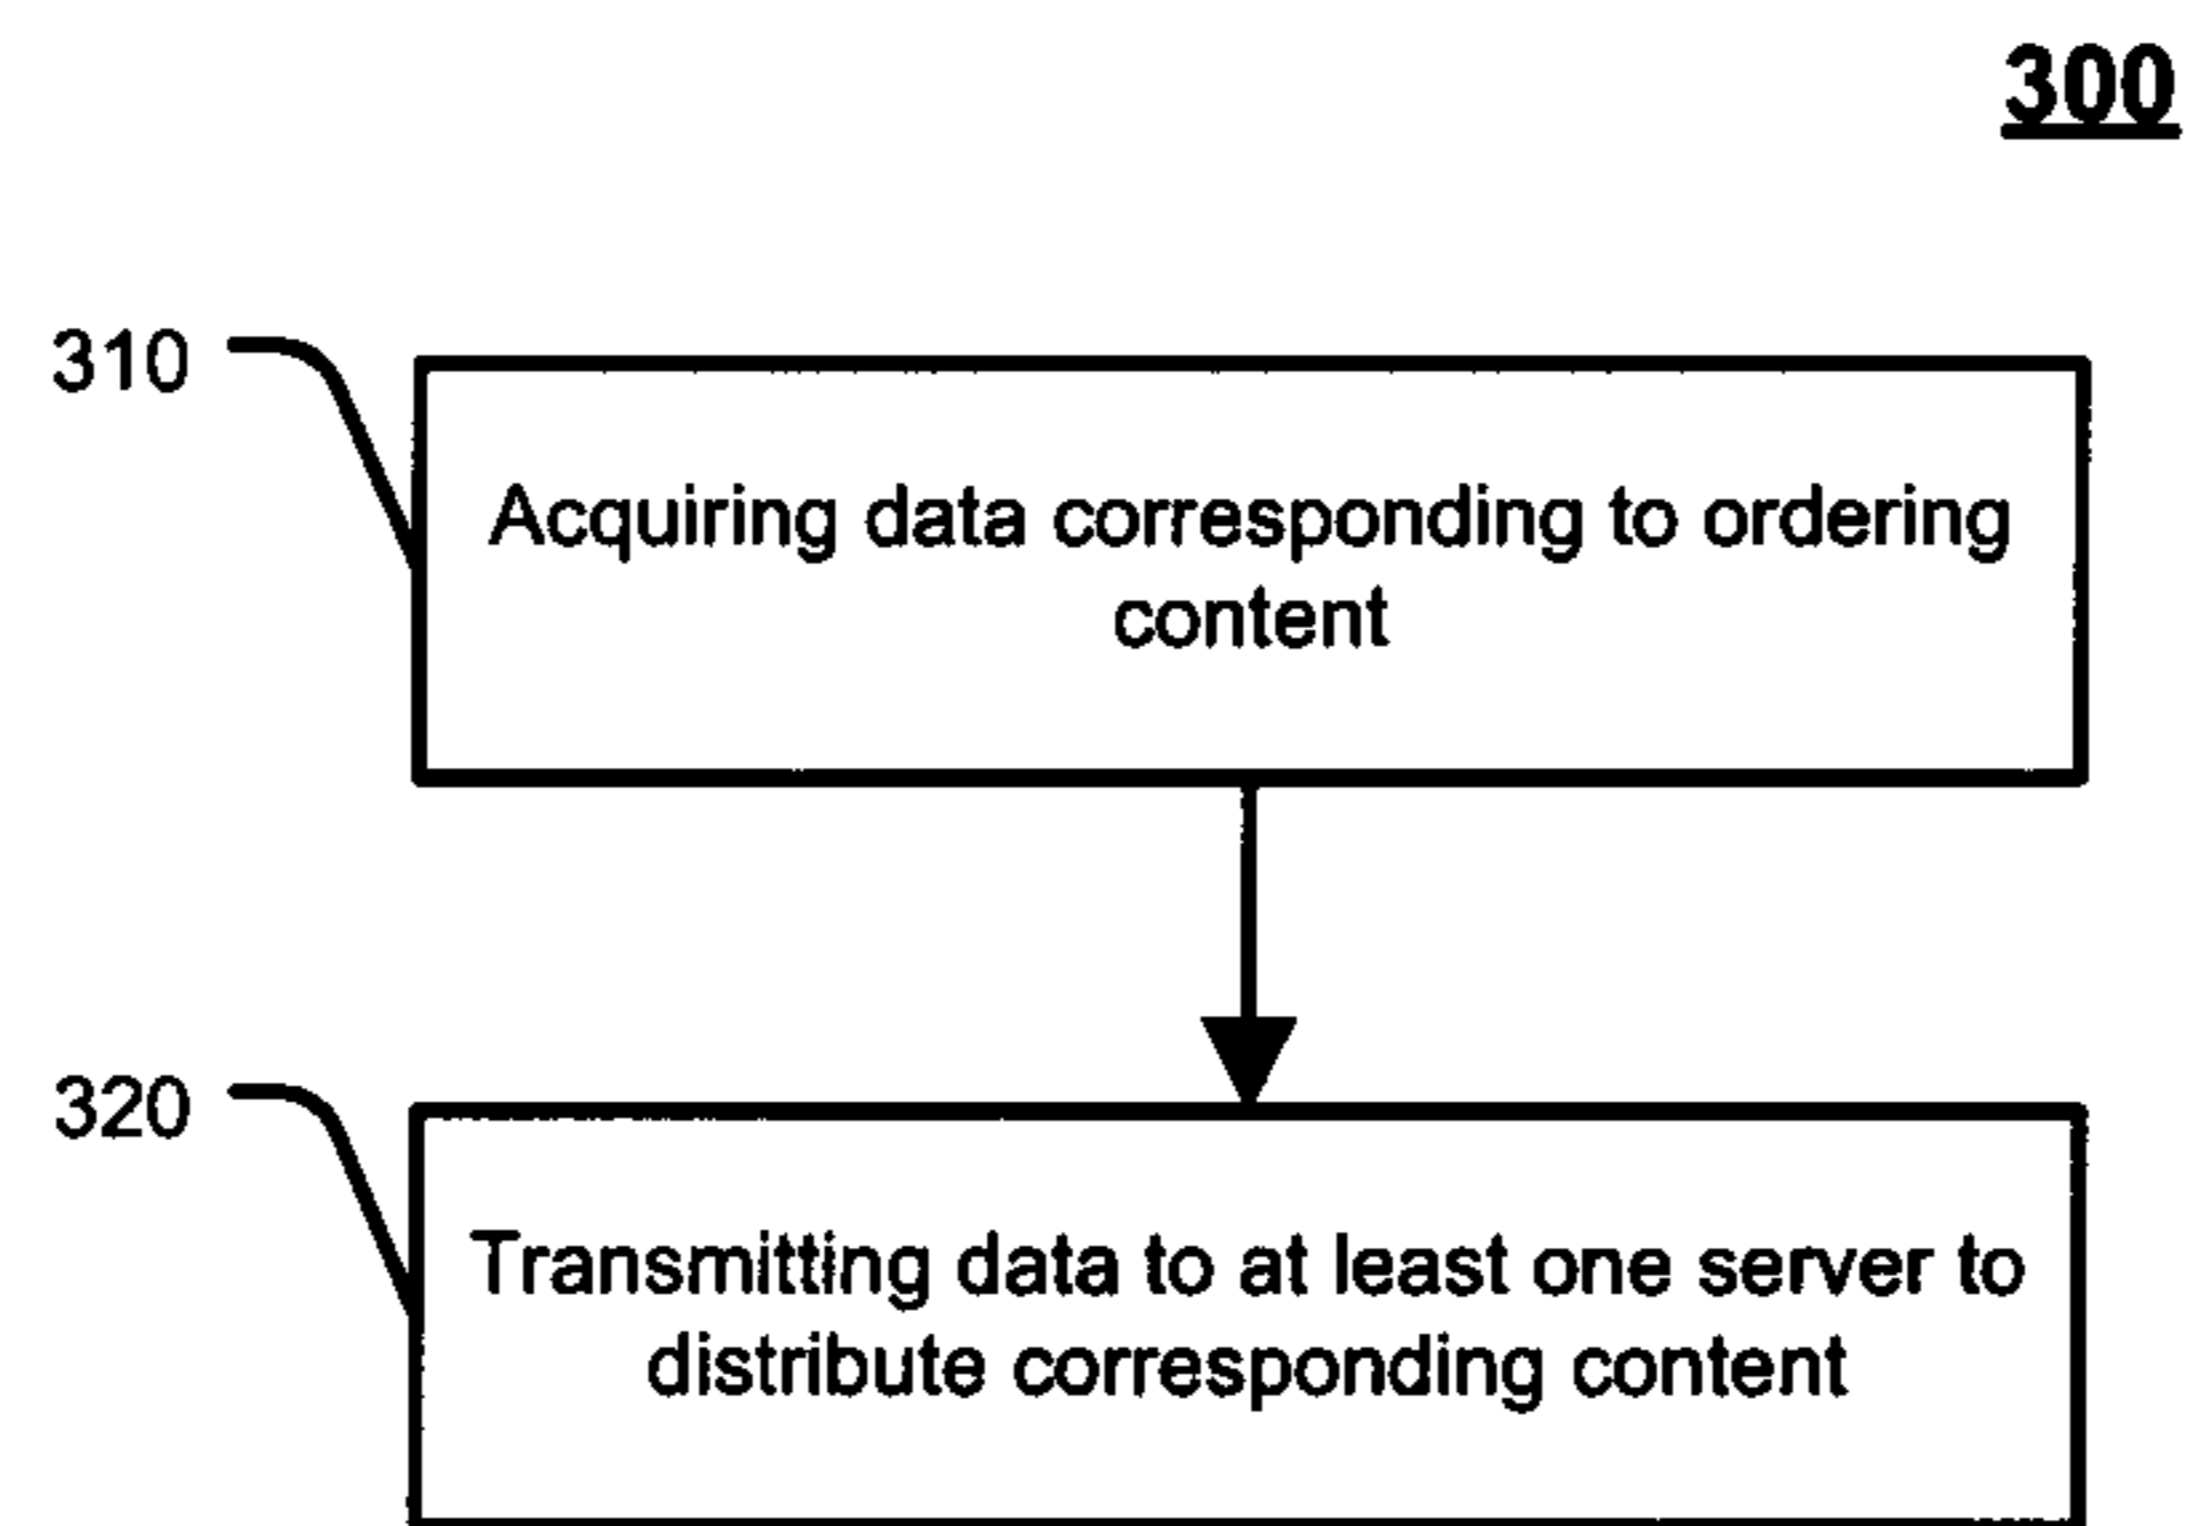 300
310
Acquiring data corresponding to ordering
content
320
Transmitting data to at least one server to
distribute corresponding content